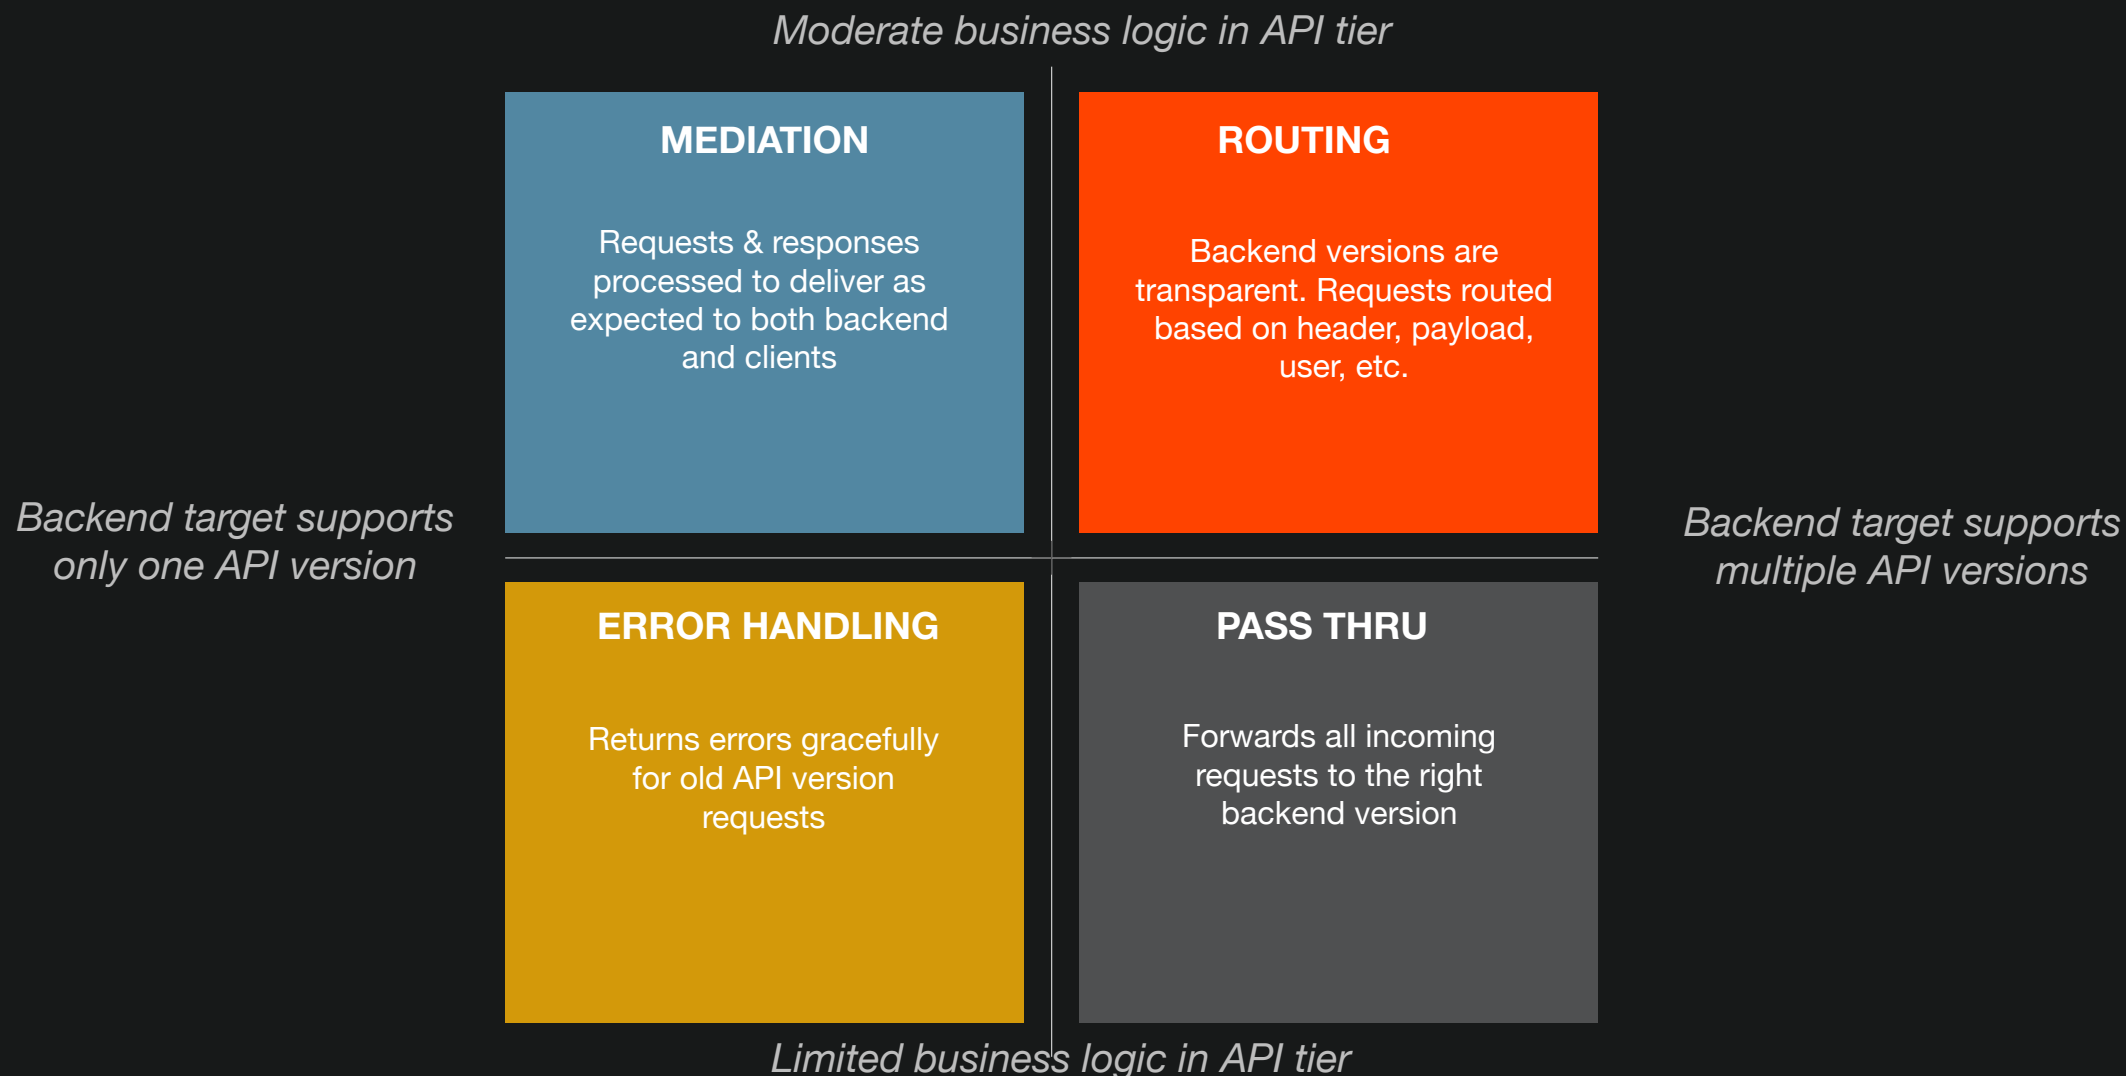 Moderate business logic in API tier
MEDIATION
Requests & responses
processed to deliver as
expected to both backend
and clients
ROUTING
Backend versions are
transparent. Requests routed
based on header, payload,
user, etc.
Backend target supports
only one API version
Backend target supports
multiple API versions
ERROR HANDLING
Returns errors gracefully
for old API version
requests
PASS THRU
Forwards all incoming
requests to the right
backend version
Limited business logic in API tier